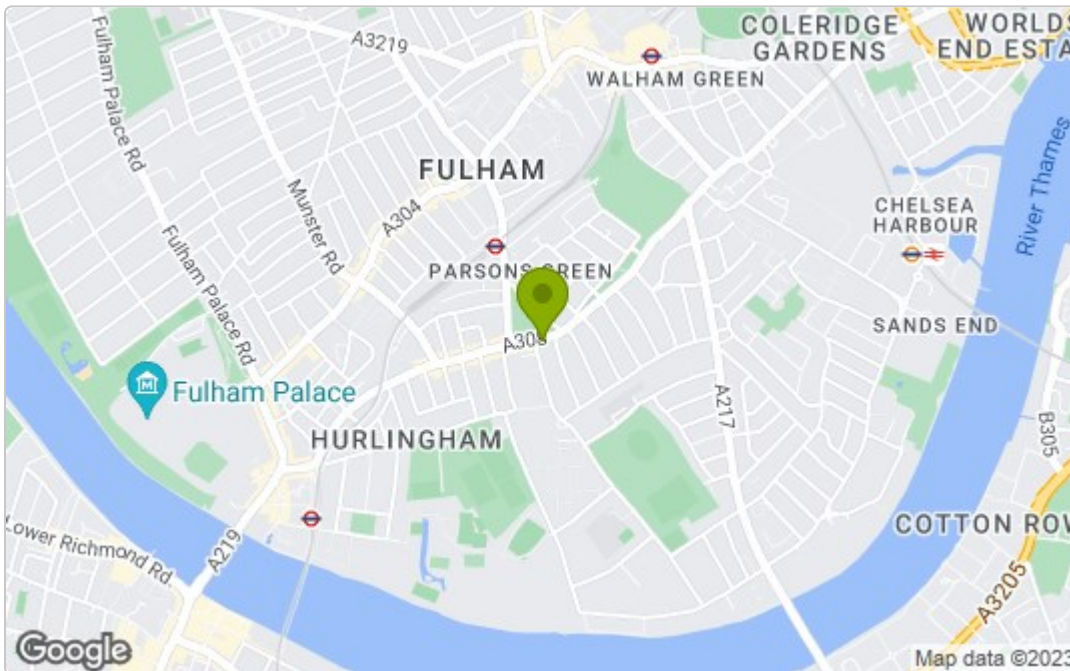 COLERIDGE
GARDENS
WORLDS
END ESTA
A3219
WALHAM GREEN
Fulham Palace Rd
River Thames
FULHAM
Munster Rd
A304
CHELSEA
HARBOUR
Fulham Palace Rd
PARSONS GREEN
SANDS END
A308
Fulham Palace
A217
B305
HURLINGHAM
COTTON ROW
Lower Richmond Rd.
A219
A3205
Google
Map data ©2023